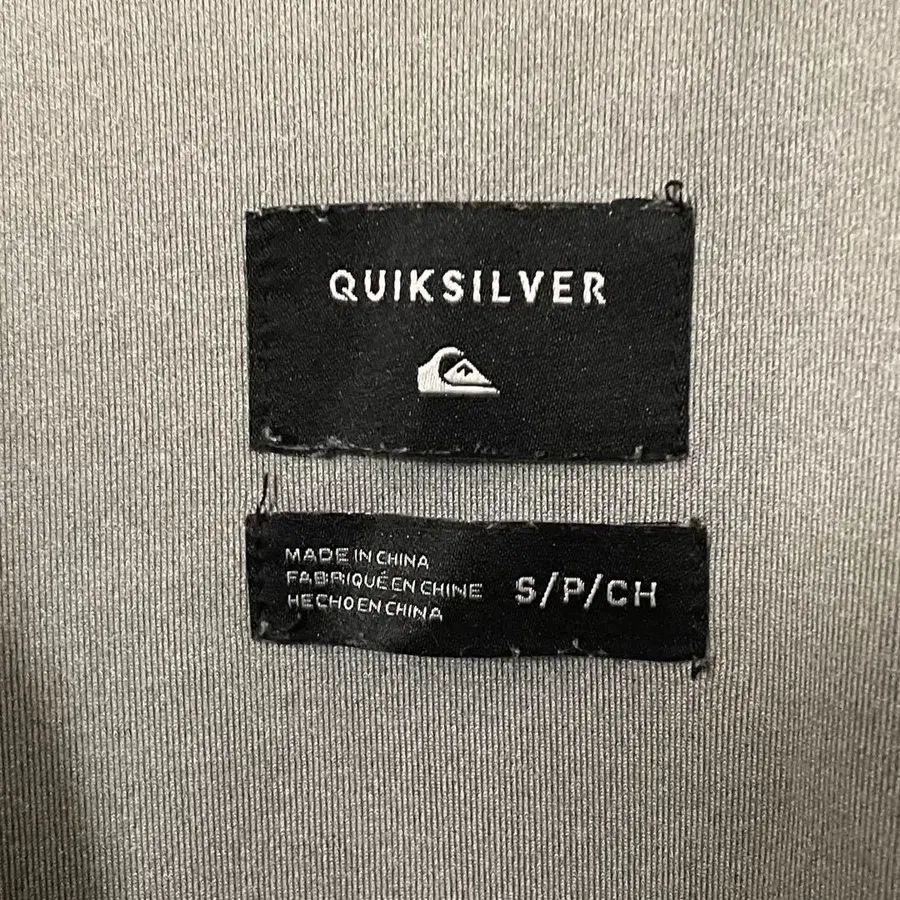 QUIKSILVER
MADE IN CHINA
FABRIQUÉ EN CHINE
HECHO EN CHINA
S/P/CH